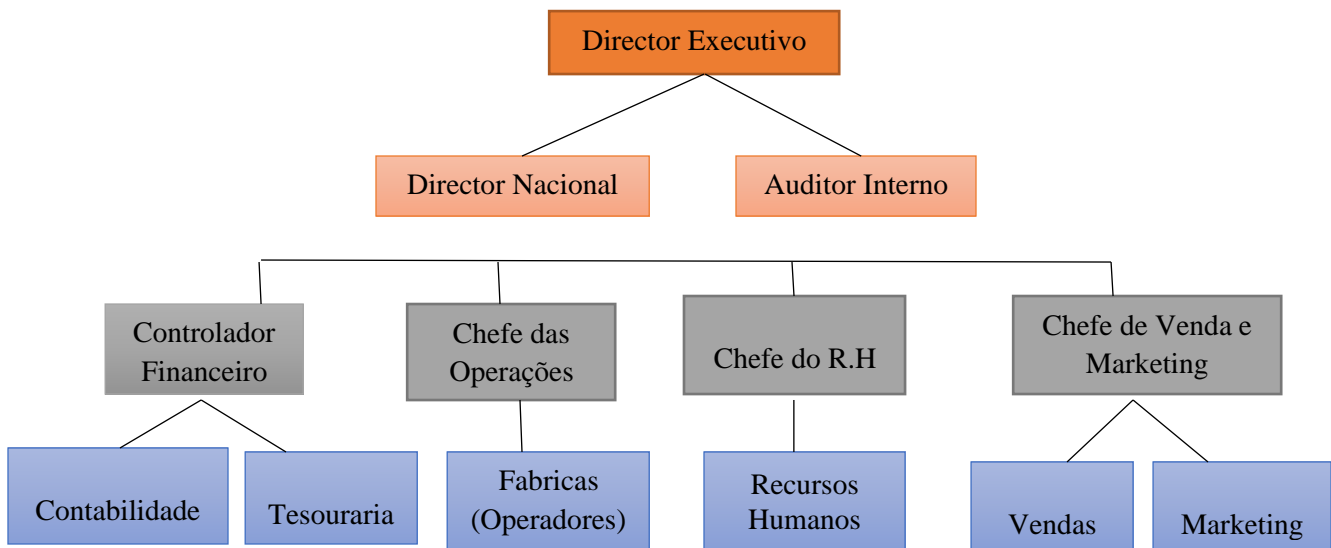 Director Executivo
Director Nacional
Auditor Interno
Controlador
Financeiro
Chefe das
Operações
Chefe do R.H
Chefe de Venda e
Marketing
Contabilidade
Tesouraria
Fabricas
(Operadores)
Recursos
Humanos
Vendas
Marketing